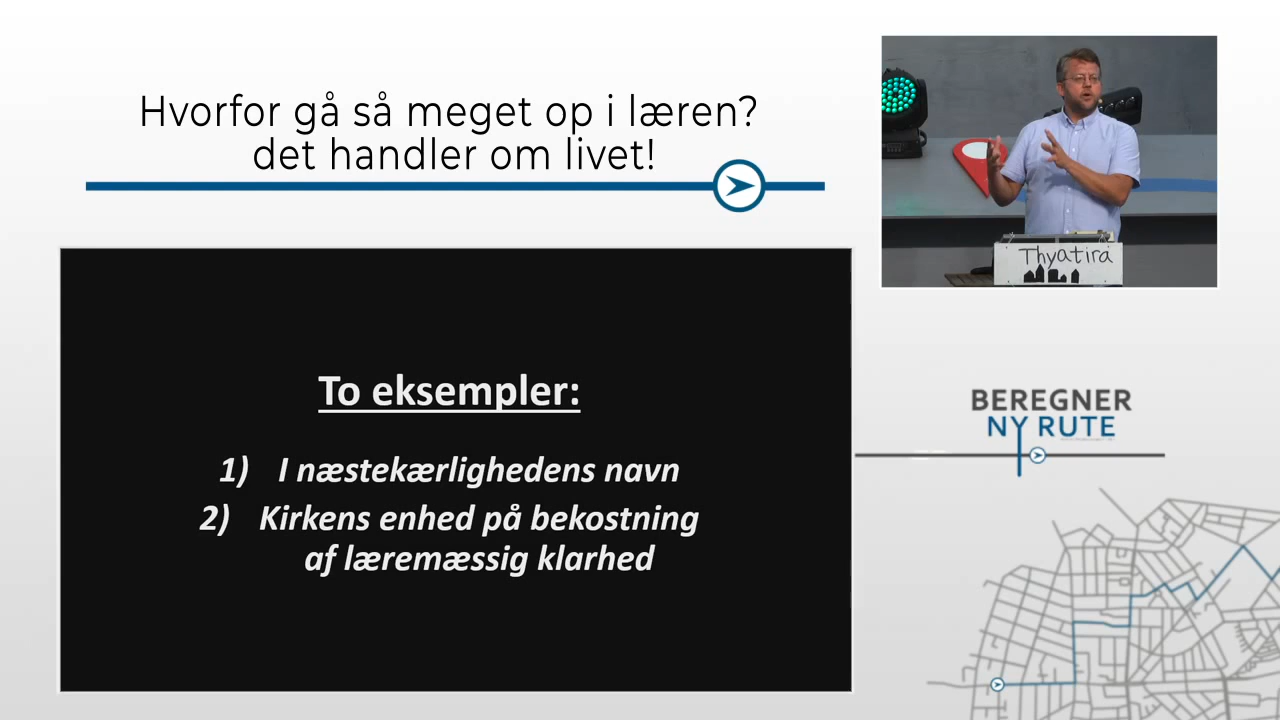 Hvorfor gå så meget op i læren?
det handler om livet!
Thyatira
To eksempler:
1) I næstekærlighedens navn
2) Kirkens enhed på bekostning
af læremæssig klarhed
BEREGNER
NY RUTE